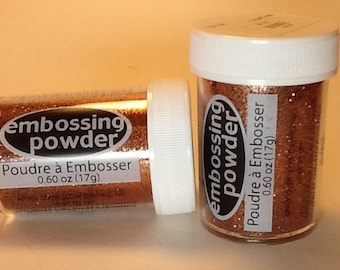 embossing
powder
Poudre à Embosser
0.60 oz (17g)
embossing
powder
Poudre à Embosser
0.60 oz (17g)